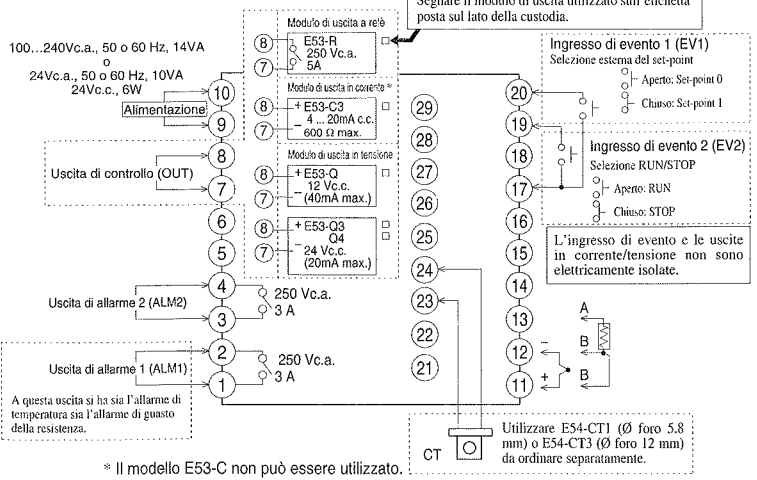 Segnare il modulo di uscita utilizzato sull'etichetta
posta sul lato della custodia.
Modulo di uscita a relè
8
E53-R
250 Vc.a.
7
5A
100...240Vc.a., 50 o 60 Hz, 14VA
o
24Vc.a., 50 o 60 Hz, 10VA
24Vc.c., 6W
Alimentazione
10
9
Modulo di uscita in corrente *
8
+ E53-C3
4 ... 20mA c.c.
7
− 600 Ω max.
Uscita di controllo (OUT)
8
7
Modulo di uscita in tensione
8
+ E53-Q
12 Vc.c.
7
− (40mA max.)
8
+ E53-Q3
Q4
7
− 24 Vc.c.
(20mA max.)
6
5
Uscita di allarme 2 (ALM2)
4
250 Vc.a.
3 A
3
Uscita di allarme 1 (ALM1)
2
250 Vc.a.
3 A
1
A questa uscita si ha sia l'allarme di
temperatura sia l'allarme di guasto
della resistenza.
29
28
27
26
25
24
23
22
21
20
19
18
17
16
15
14
13
12
11
Ingresso di evento 1 (EV1)
Selezione esterna del set-point
Aperto: Set-point 0
Chiuso: Set-point 1
Ingresso di evento 2 (EV2)
Selezione RUN/STOP
Aperto: RUN
Chiuso: STOP
L'ingresso di evento e le uscite
in corrente/tensione non sono
elettricamente isolate.
A
B
B
−
+
CT
Utilizzare E54-CT1 (Ø foro 5.8
mm) o E54-CT3 (Ø foro 12 mm)
da ordinare separatamente.
* Il modello E53-C non può essere utilizzato.